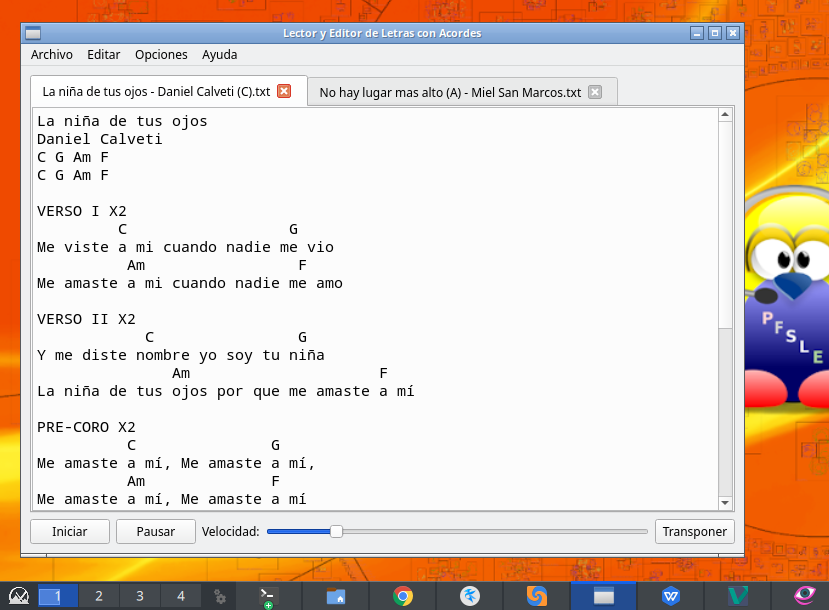 Lector y Editor de Letras con Acordes
Archivo Editar Opciones Ayuda
La niña de tus ojos - Daniel Calveti (C).txt No hay lugar mas alto (A) - Miel San Marcos.txt
La niña de tus ojos
Daniel Calveti
C G Am F
C G Am F
VERSO I X2
C G
Me viste a mi cuando nadie me vio
Am F
Me amaste a mi cuando nadie me amo
VERSO II X2
C G
Y me diste nombre yo soy tu niña
Am F
La niña de tus ojos por que me amaste a mí
PRE-CORO X2
C G
Me amaste a mí, Me amaste a mí,
Am F
Me amaste a mí, Me amaste a mí
Iniciar Pausar Velocidad: Transponer
PFSLE
1 2 3 4